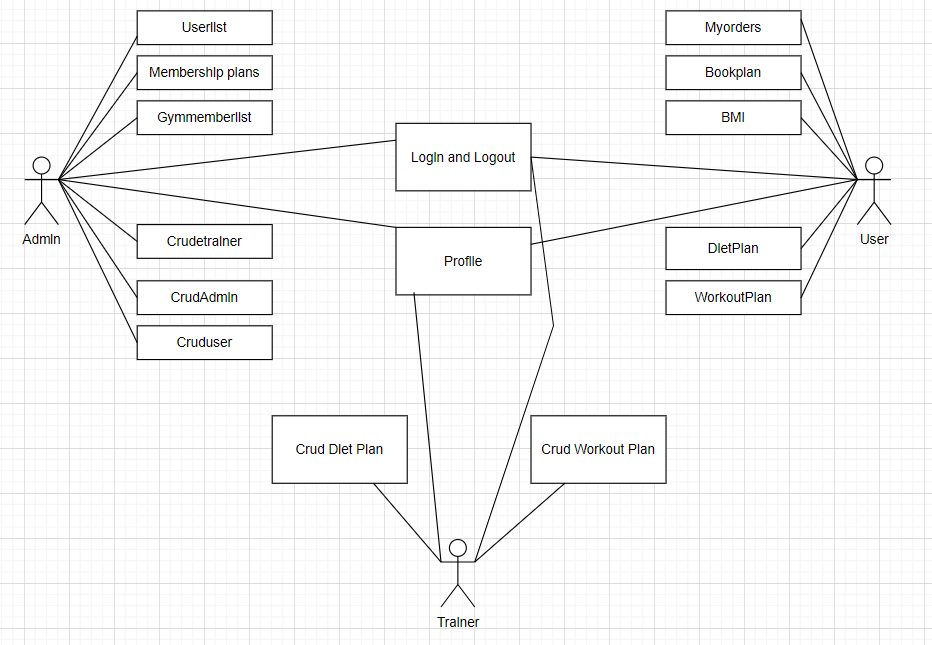 Userlist
Membership plans
Gymmemberlist
Myorders
Bookplan
BMI
LogIn and Logout
Admin
User
Crudetrainer
CrudAdmin
Cruduser
Profile
DietPlan
WorkoutPlan
Crud Diet Plan
Crud Workout Plan
Trainer